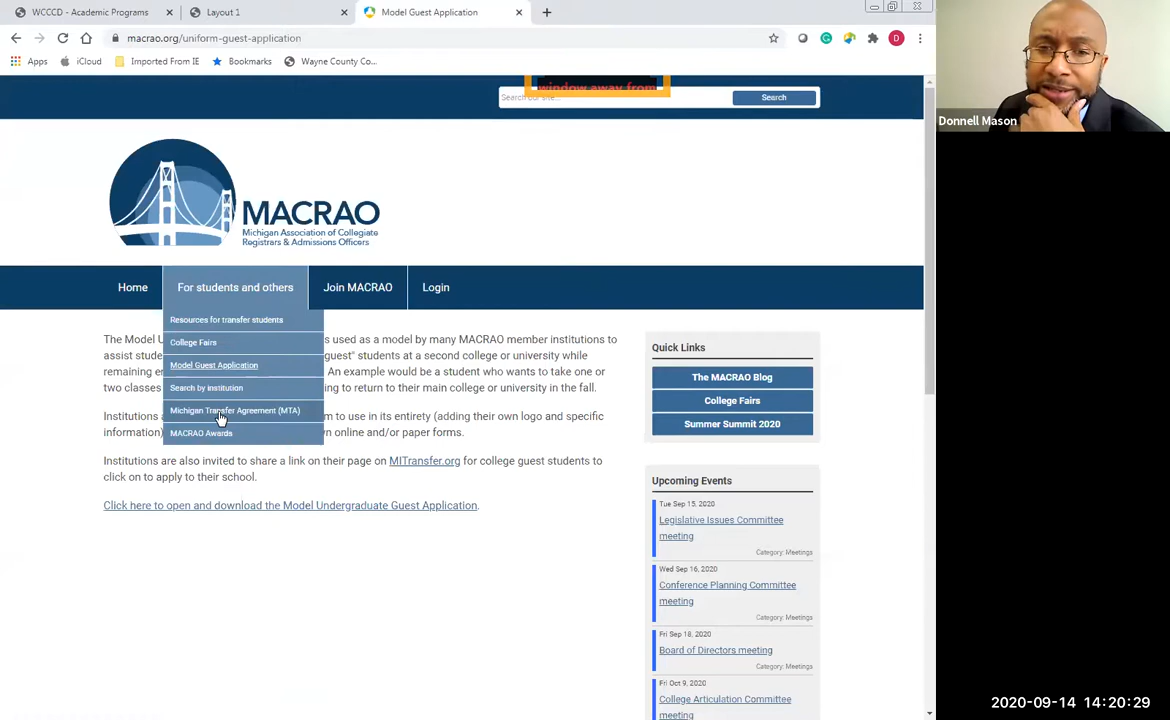 WCCCD - Academic Programs
Layout 1
Model Guest Application
macrao.org/uniform-guest-application
D
Apps
iCloud
Imported From IE
Bookmarks
Wayne County Co...
window away from
Search our site...
Search
Donnell Mason
MACRAO
Michigan Association of Collegiate
Registrars & Admissions Officers
Home
For students and others
Join MACRAO
Login
Resources for transfer students
College Fairs
Model Guest Application
Search by institution
Michigan Transfer Agreement (MTA)
MACRAO Awards
The Model U
s used as a model by many MACRAO member institutions to
assist stude
guest" students at a second college or university while
remaining e
An example would be a student who wants to take one or
two classes
ing to return to their main college or university in the fall.
Institutions a
m to use in its entirety (adding their own logo and specific
information)
n online and/or paper forms.
Institutions are also invited to share a link on their page on MITransfer.org for college guest students to
click on to apply to their school.
Click here to open and download the Model Undergraduate Guest Application.
Quick Links
The MACRAO Blog
College Fairs
Summer Summit 2020
Upcoming Events
Tue Sep 15, 2020
Legislative Issues Committee
meeting
Category: Meetings
Wed Sep 16, 2020
Conference Planning Committee
meeting
Category: Meetings
Fri Sep 18, 2020
Board of Directors meeting
Category: Meetings
Fri Oct 9, 2020
College Articulation Committee
meeting
2020-09-14 14:20:29